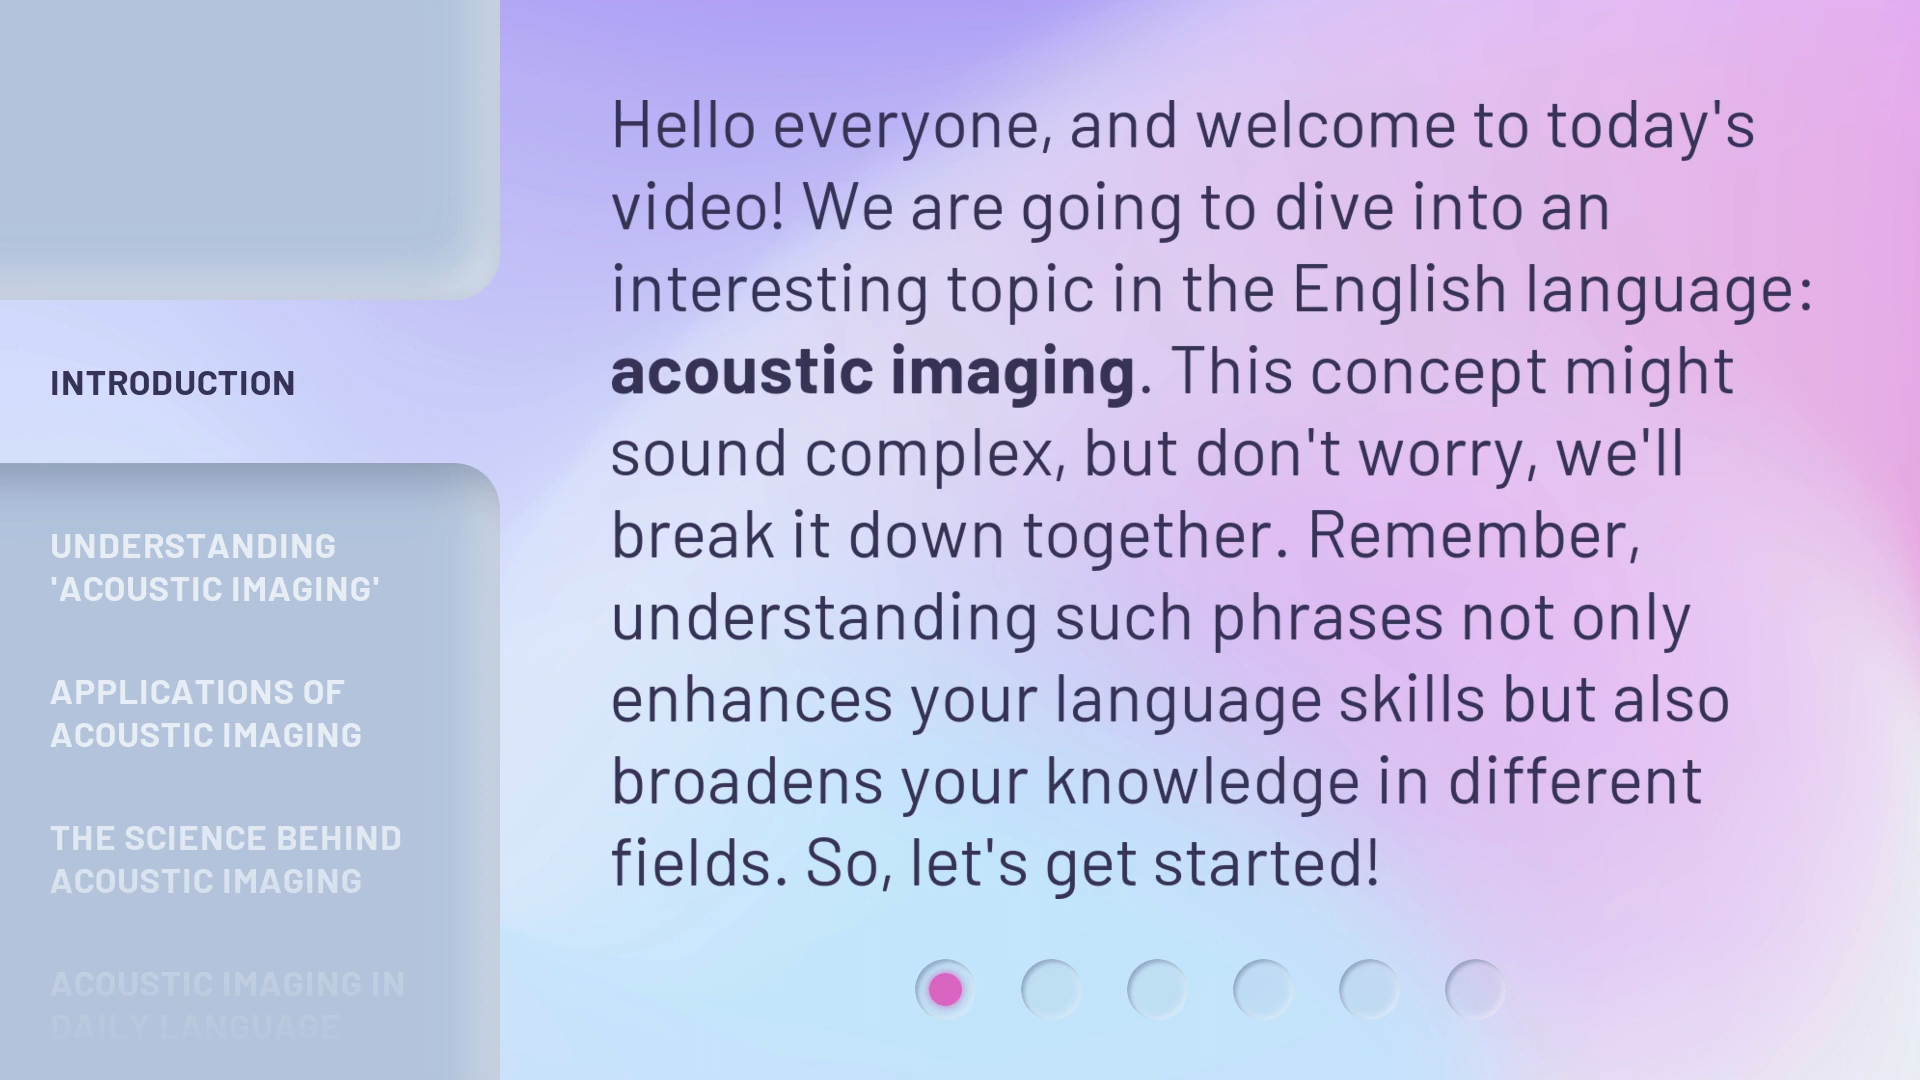 INTRODUCTION
UNDERSTANDING
'ACOUSTIC IMAGING'
APPLICATIONS OF
ACOUSTIC IMAGING
THE SCIENCE BEHIND
ACOUSTIC IMAGING
ACOUSTIC IMAGING IN
DAILY LANGUAGE
Hello everyone, and welcome to today's
video! We are going to dive into an
interesting topic in the English language:
acoustic imaging. This concept might
sound complex, but don't worry, we'll
break it down together. Remember,
understanding such phrases not only
enhances your language skills but also
broadens your knowledge in different
fields. So, let's get started!